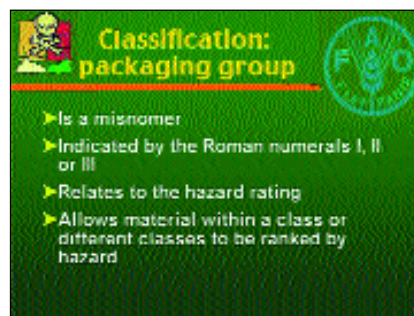 Classification:
packaging group
F A O
➤Is a misnomer
➤Indicated by the Roman numerals I, II
or III
➤Relates to the hazard rating
➤Allows material within a class or
different classes to be ranked by
hazard